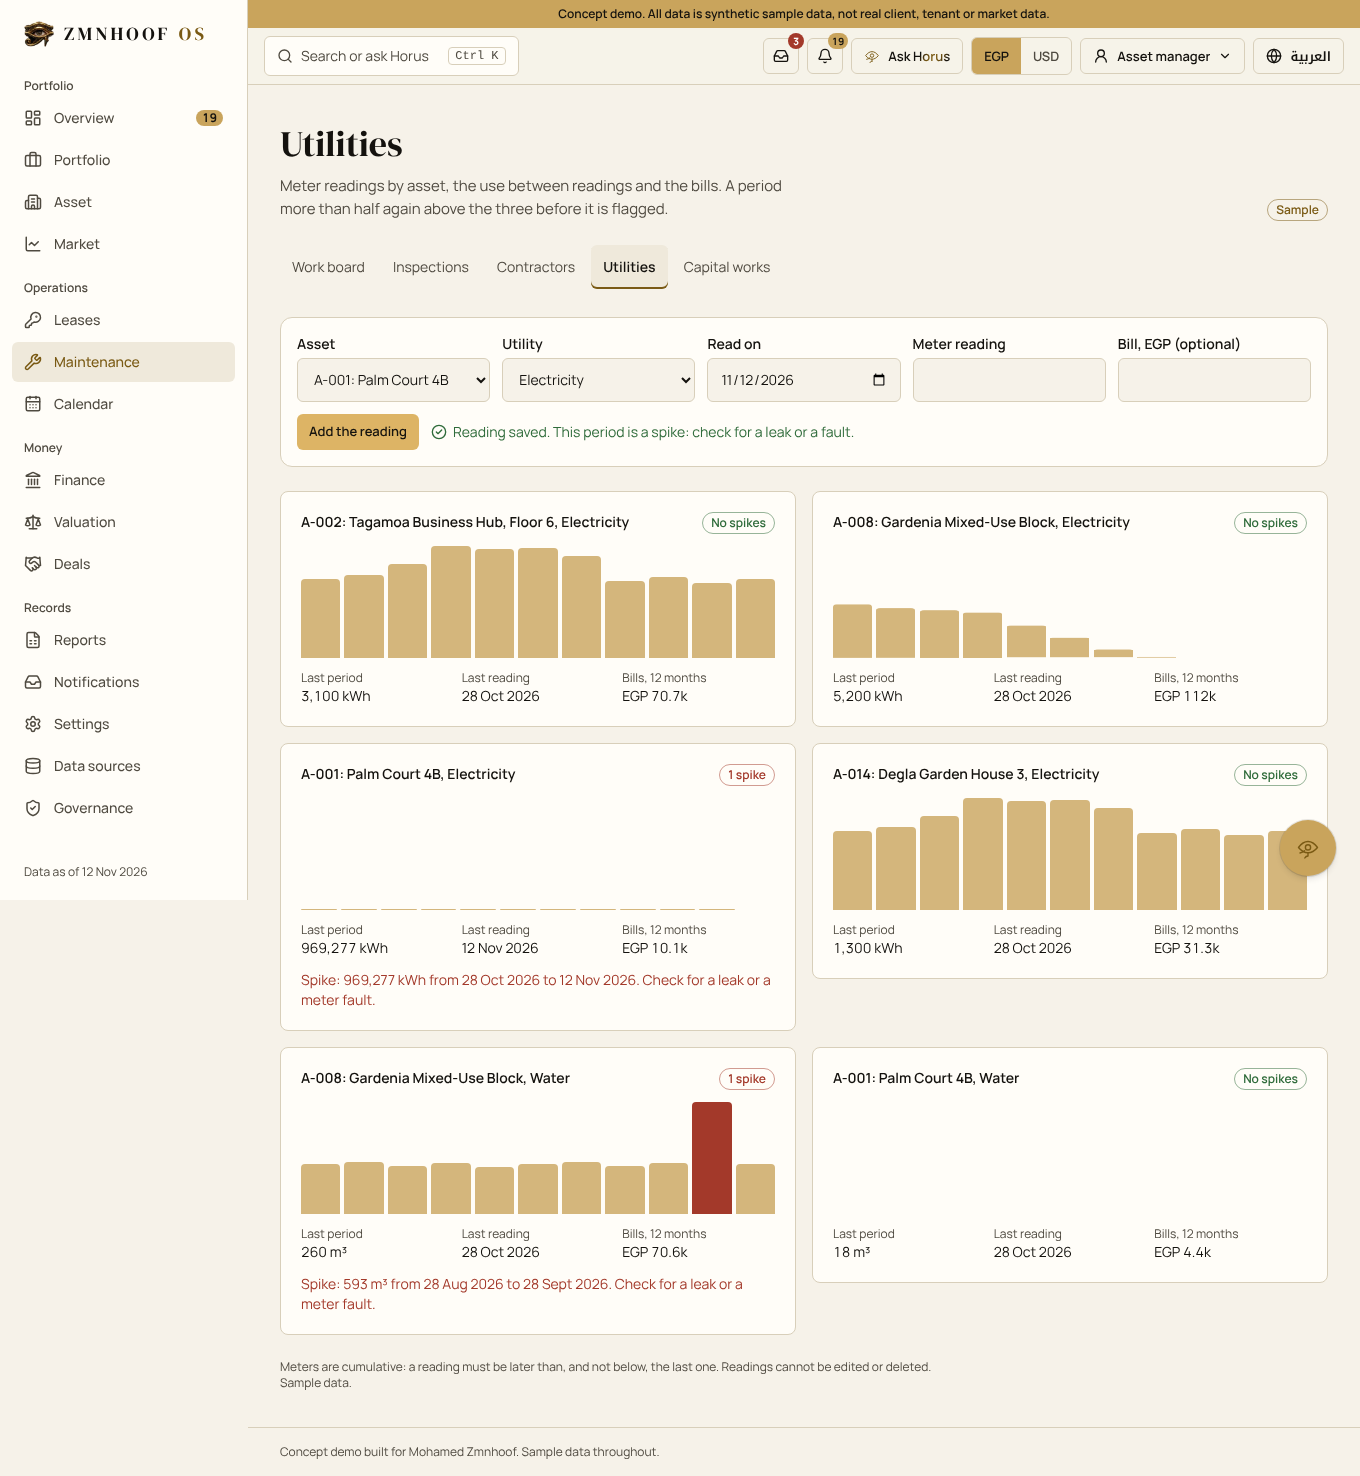 ZMNHOOF OS
Portfolio
Overview 19
Portfolio
Asset
Market
Operations
Leases
Maintenance
Calendar
Money
Finance
Valuation
Deals
Records
Reports
Notifications
Settings
Data sources
Governance
Data as of 12 Nov 2026
Concept demo. All data is synthetic sample data, not real client, tenant or market data.
Search or ask Horus Ctrl K
3
19
Ask Horus
EGP USD
Asset manager
العربية
Utilities
Meter readings by asset, the use between readings and the bills. A period
more than half again above the three before it is flagged.
Sample
Work board Inspections Contractors Utilities Capital works
Asset Utility Read on Meter reading Bill, EGP (optional)
A-001: Palm Court 4B Electricity 11/12/2026
Add the reading Reading saved. This period is a spike: check for a leak or a fault.
A-002: Tagamoa Business Hub, Floor 6, Electricity No spikes
Last period Last reading Bills, 12 months
3,100 kWh 28 Oct 2026 EGP 70.7k
A-008: Gardenia Mixed-Use Block, Electricity No spikes
Last period Last reading Bills, 12 months
5,200 kWh 28 Oct 2026 EGP 112k
A-001: Palm Court 4B, Electricity 1 spike
Last period Last reading Bills, 12 months
969,277 kWh 12 Nov 2026 EGP 10.1k
Spike: 969,277 kWh from 28 Oct 2026 to 12 Nov 2026. Check for a leak or a
meter fault.
A-014: Degla Garden House 3, Electricity No spikes
Last period Last reading Bills, 12 months
1,300 kWh 28 Oct 2026 EGP 31.3k
A-008: Gardenia Mixed-Use Block, Water 1 spike
Last period Last reading Bills, 12 months
260 m³ 28 Oct 2026 EGP 70.6k
Spike: 593 m³ from 28 Aug 2026 to 28 Sept 2026. Check for a leak or a
meter fault.
A-001: Palm Court 4B, Water No spikes
Last period Last reading Bills, 12 months
18 m³ 28 Oct 2026 EGP 4.4k
Meters are cumulative: a reading must be later than, and not below, the last one. Readings cannot be edited or deleted.
Sample data.
Concept demo built for Mohamed Zmnhoof. Sample data throughout.